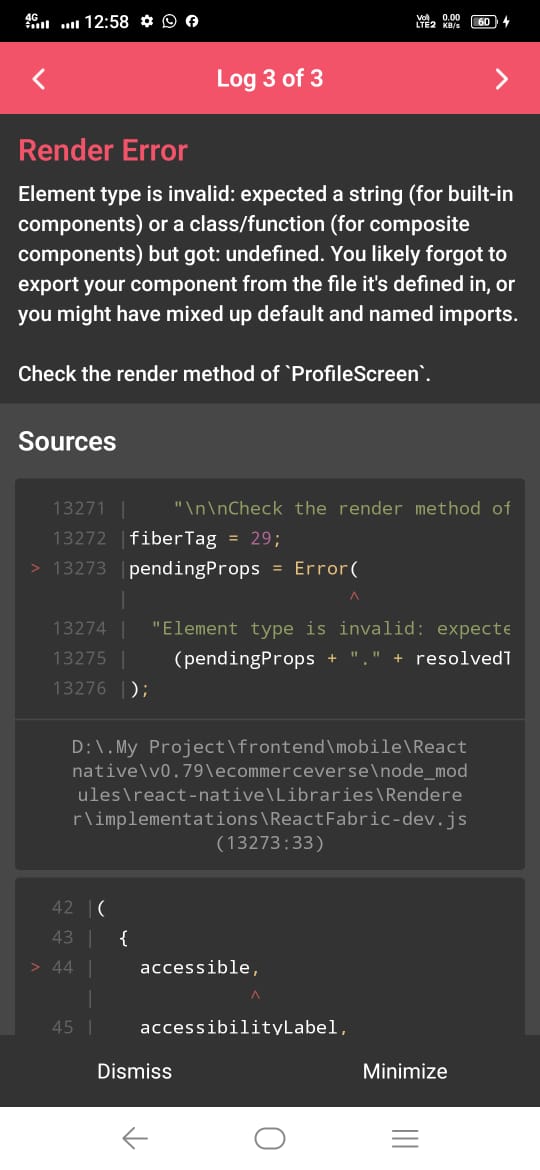 4G 12:58 Vo) LTE2 0.00 KB/s 60
Log 3 of 3
Render Error
Element type is invalid: expected a string (for built-in
components) or a class/function (for composite
components) but got: undefined. You likely forgot to
export your component from the file it's defined in, or
you might have mixed up default and named imports.
Check the render method of `ProfileScreen`.
Sources
13271 | "\n\nCheck the render method of
13272 | fiberTag = 29;
> 13273 | pendingProps = Error(
| ^
13274 | "Element type is invalid: expecte
13275 | (pendingProps + "." + resolvedT
13276 | );
D:\.My Project\frontend\mobile\React
native\v0.79\ecommerceverse\node_mod
ules\react-native\Libraries\Rendere
r\implementations\ReactFabric-dev.js
(13273:33)
42 | (
43 | {
> 44 | accessible,
| ^
45 | accessibilityLabel,
Dismiss Minimize